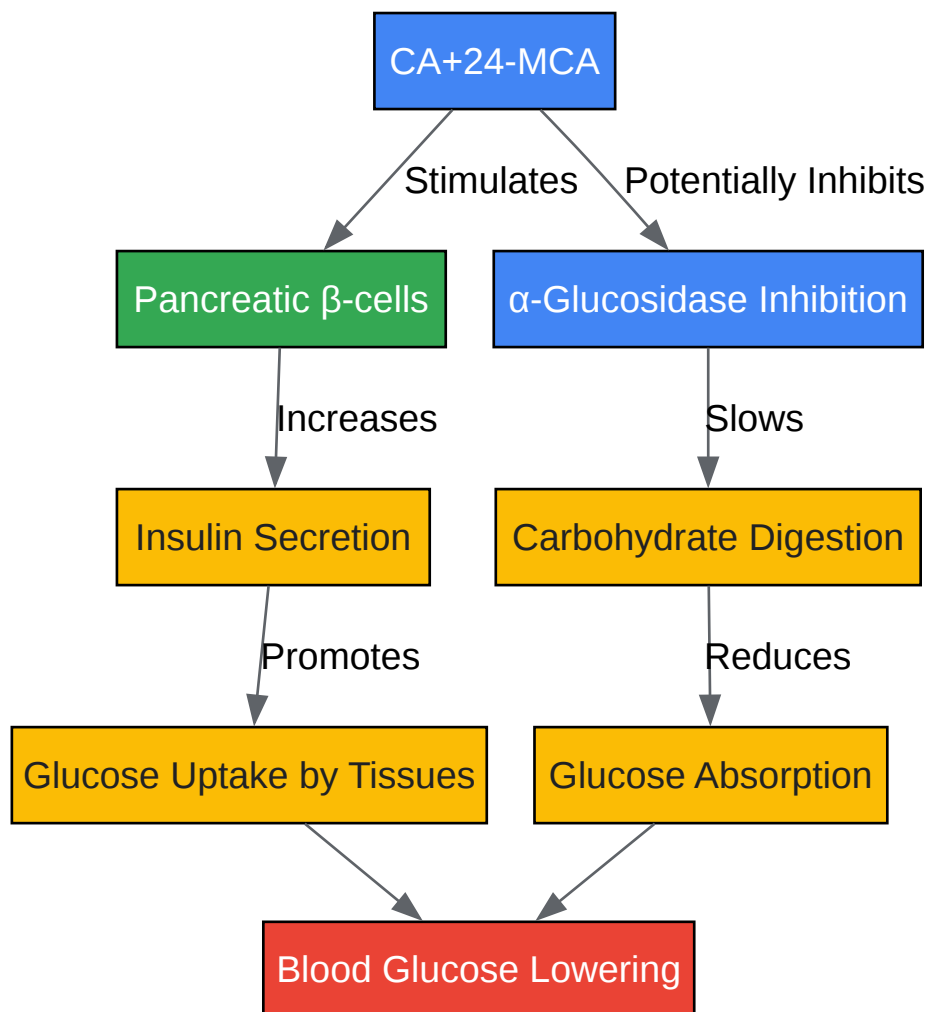 CA+24-MCA
Stimulates
Potentially Inhibits
Pancreatic β-cells
α-Glucosidase Inhibition
Increases
Slows
Insulin Secretion
Carbohydrate Digestion
Promotes
Reduces
Glucose Uptake by Tissues
Glucose Absorption
Blood Glucose Lowering